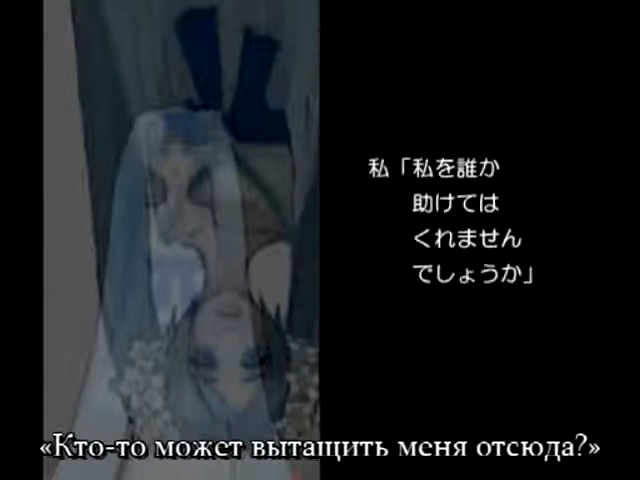 私「私を誰か
助けては
くれません
でしょうか」
«Кто-то может вытащить меня отсюда?»